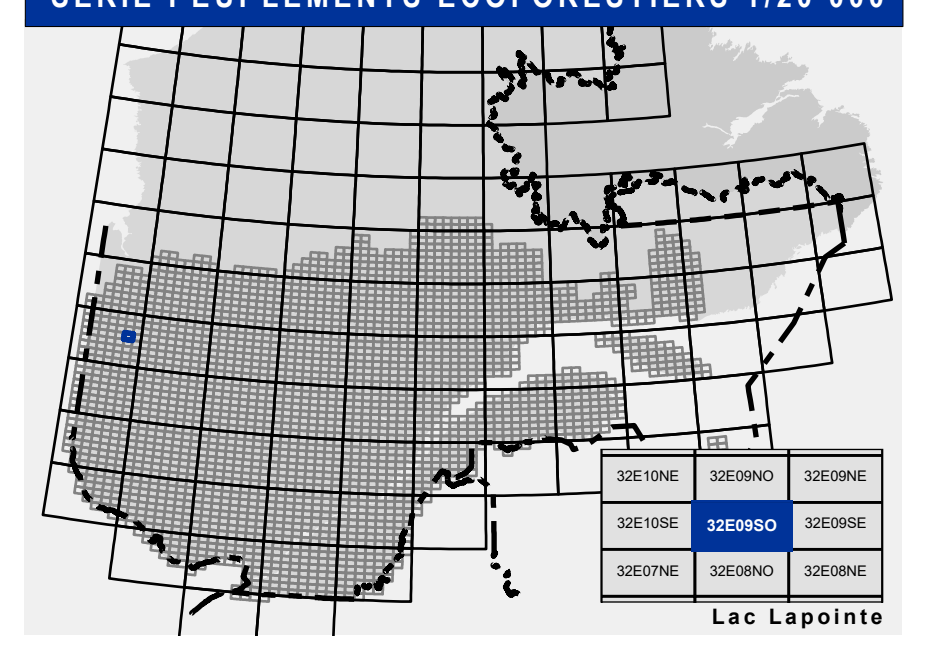 SÉRIE PEUPLEMENTS ÉCOFORESTIERS 1/20 000
32E10NE 32E09NO 32E09NE
32E10SE 32E09SO 32E09SE
32E07NE 32E08NO 32E08NE
Lac Lapointe